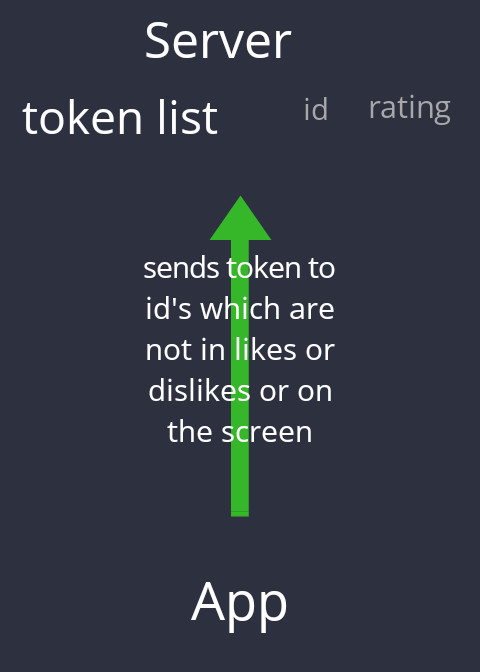 Server
token list id rating
sends token to
id's which are
not in likes or
dislikes or on
the screen
App